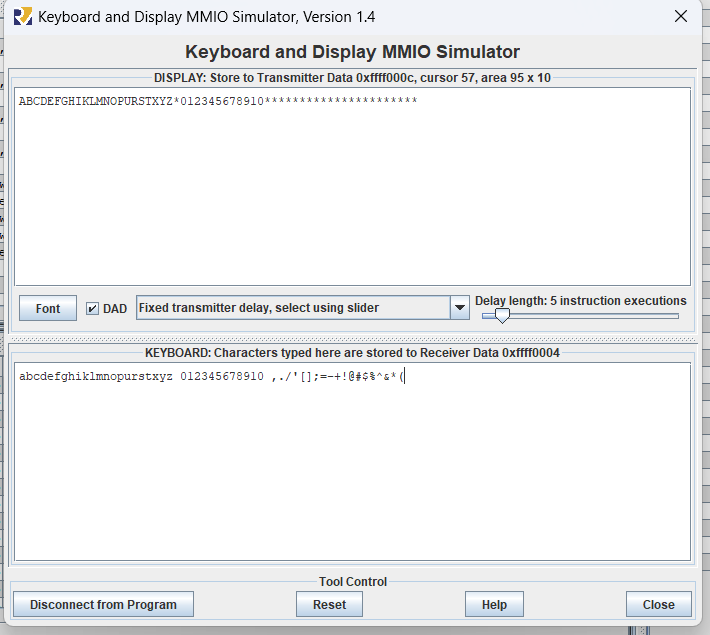 Keyboard and Display MMIO Simulator, Version 1.4
Keyboard and Display MMIO Simulator
DISPLAY: Store to Transmitter Data 0xffff000c, cursor 57, area 95 x 10
ABCDEFGHIKLMNOPURSTXYZ*012345678910**********************
Font
DAD
Fixed transmitter delay, select using slider
Delay length: 5 instruction executions
KEYBOARD: Characters typed here are stored to Receiver Data 0xffff0004
abcdefghiklmnopurstxyz 012345678910 ,./'[];=-+!@#$%^&*(
Tool Control
Disconnect from Program
Reset
Help
Close